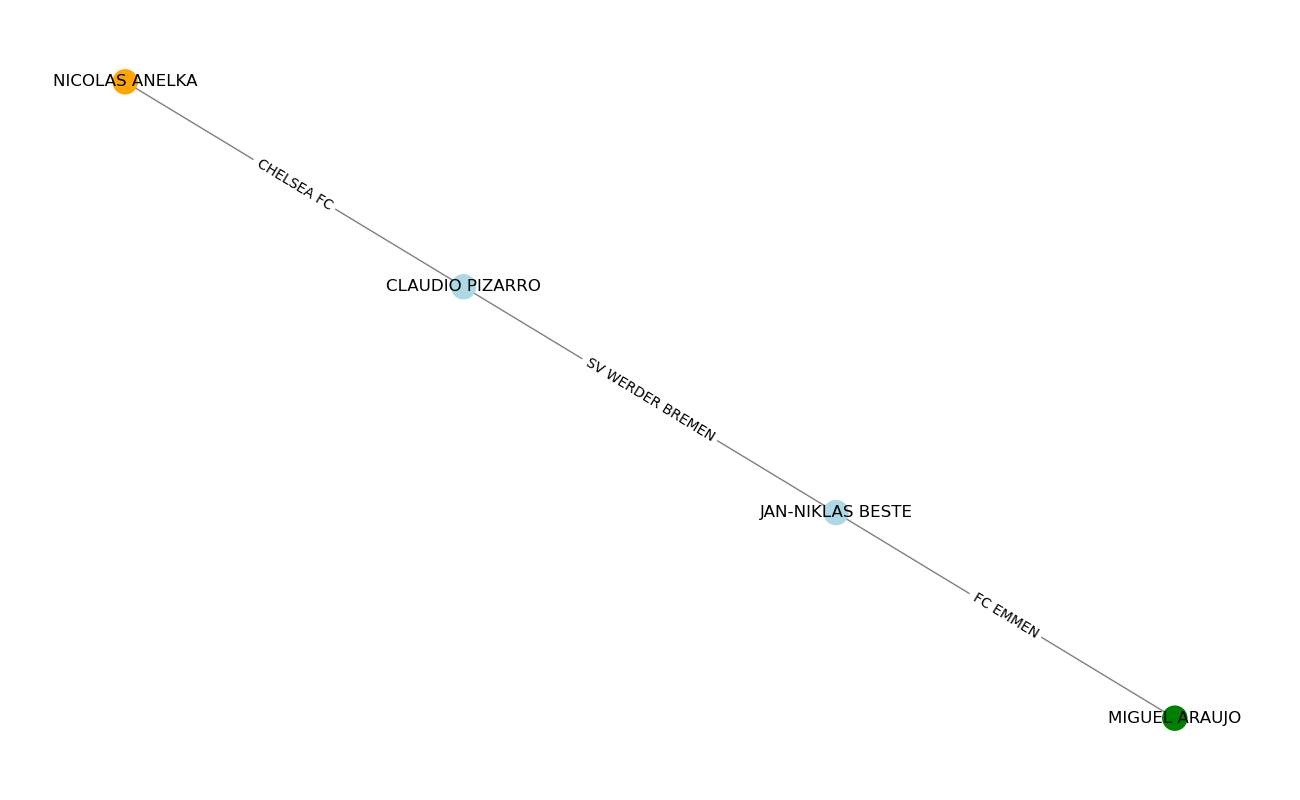 NICOLAS ANELKA
CHELSEA FC
CLAUDIO PIZARRO
SV WERDER BREMEN
JAN-NIKLAS BESTE
FC EMMEN
MIGUEL ARAUJO